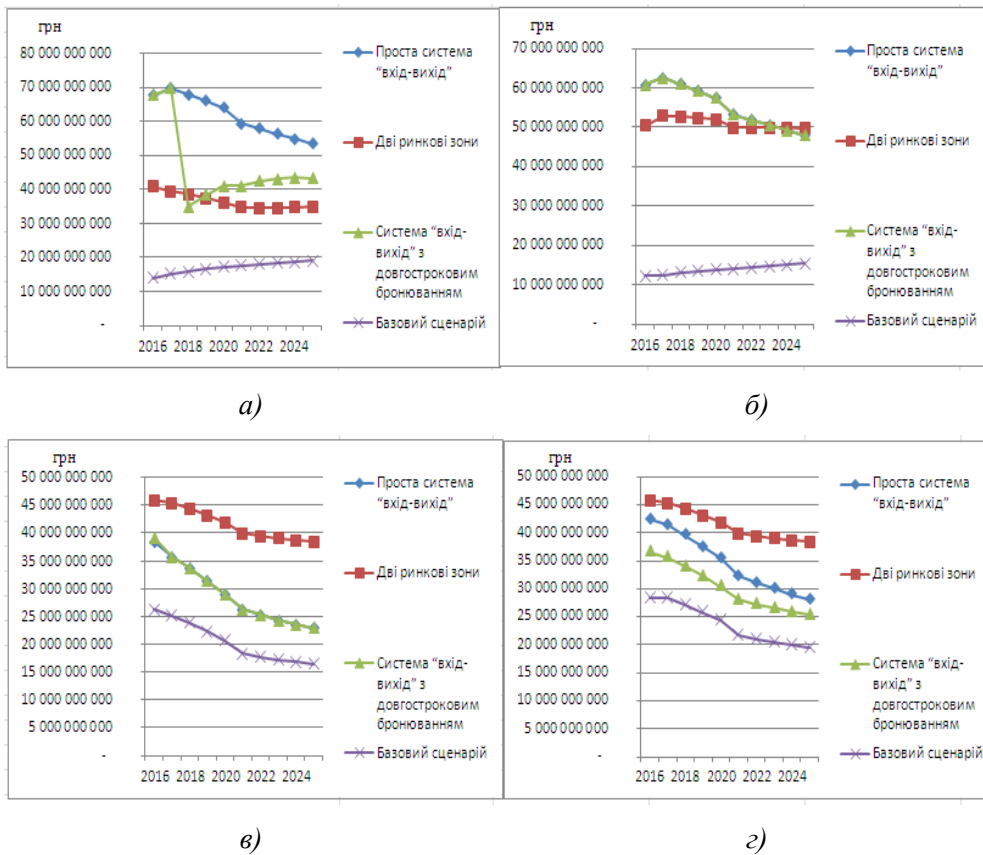 грн
80 000 000 000
70 000 000 000
60 000 000 000
50 000 000 000
40 000 000 000
30 000 000 000
20 000 000 000
10 000 000 000
-
2016 2018 2020 2022 2024
Проста система
“вхід-вихід”
Дві ринкові зони
Система “вхід-
вихід” з
довгостроковим
бронюванням
Базовий сценарій
а)
грн
70 000 000 000
60 000 000 000
50 000 000 000
40 000 000 000
30 000 000 000
20 000 000 000
10 000 000 000
-
2016 2018 2020 2022 2024
Проста система
“вхід-вихід”
Дві ринкові зони
Система “вхід-
вихід” з
довгостроковим
бронюванням
Базовий сценарій
б)
грн
50 000 000 000
45 000 000 000
40 000 000 000
35 000 000 000
30 000 000 000
25 000 000 000
20 000 000 000
15 000 000 000
10 000 000 000
5 000 000 000
-
2016 2018 2020 2022 2024
Проста система
“вхід-вихід”
Дві ринкові зони
Система “вхід-
вихід” з
довгостроковим
бронюванням
Базовий сценарій
в)
грн
50 000 000 000
45 000 000 000
40 000 000 000
35 000 000 000
30 000 000 000
25 000 000 000
20 000 000 000
15 000 000 000
10 000 000 000
5 000 000 000
-
2016 2018 2020 2022 2024
Проста система
“вхід-вихід”
Дві ринкові зони
Система “вхід-
вихід” з
довгостроковим
бронюванням
Базовий сценарій
г)